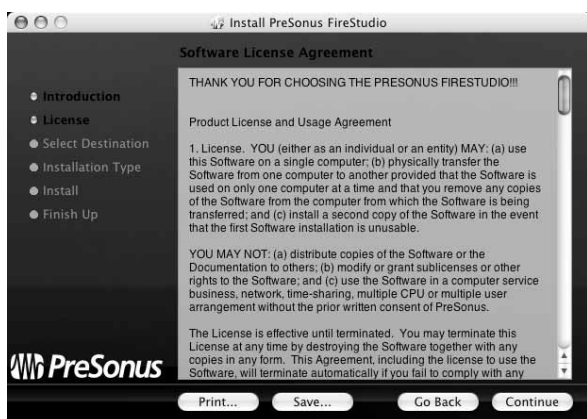 Install PreSonus FireStudio
Software License Agreement
Introduction
License
Select Destination
Installation Type
Install
Finish Up
THANK YOU FOR CHOOSING THE PRESONUS FIRESTUDIO!!!
Product License and Usage Agreement
1. License.  YOU (either as an individual or an entity) MAY: (a) use
this Software on a single computer; (b) physically transfer the
Software from one computer to another provided that the Software is
used on only one computer at a time and that you remove any copies
of the Software from the computer from which the Software is being
transferred; and (c) install a second copy of the Software in the event
that the first Software installation is unusable.
YOU MAY NOT: (a) distribute copies of the Software or the
Documentation to others; (b) modify or grant sublicenses or other
rights to the Software; and (c) use the Software in a computer service
business, network, time-sharing, multiple CPU or multiple user
arrangement without the prior written consent of PreSonus.
The License is effective until terminated.  You may terminate this
License at any time by destroying the Software together with any
copies in any form.  This Agreement, including the license to use the
Software, will terminate automatically if you fail to comply with any
PreSonus
Print...
Save...
Go Back
Continue